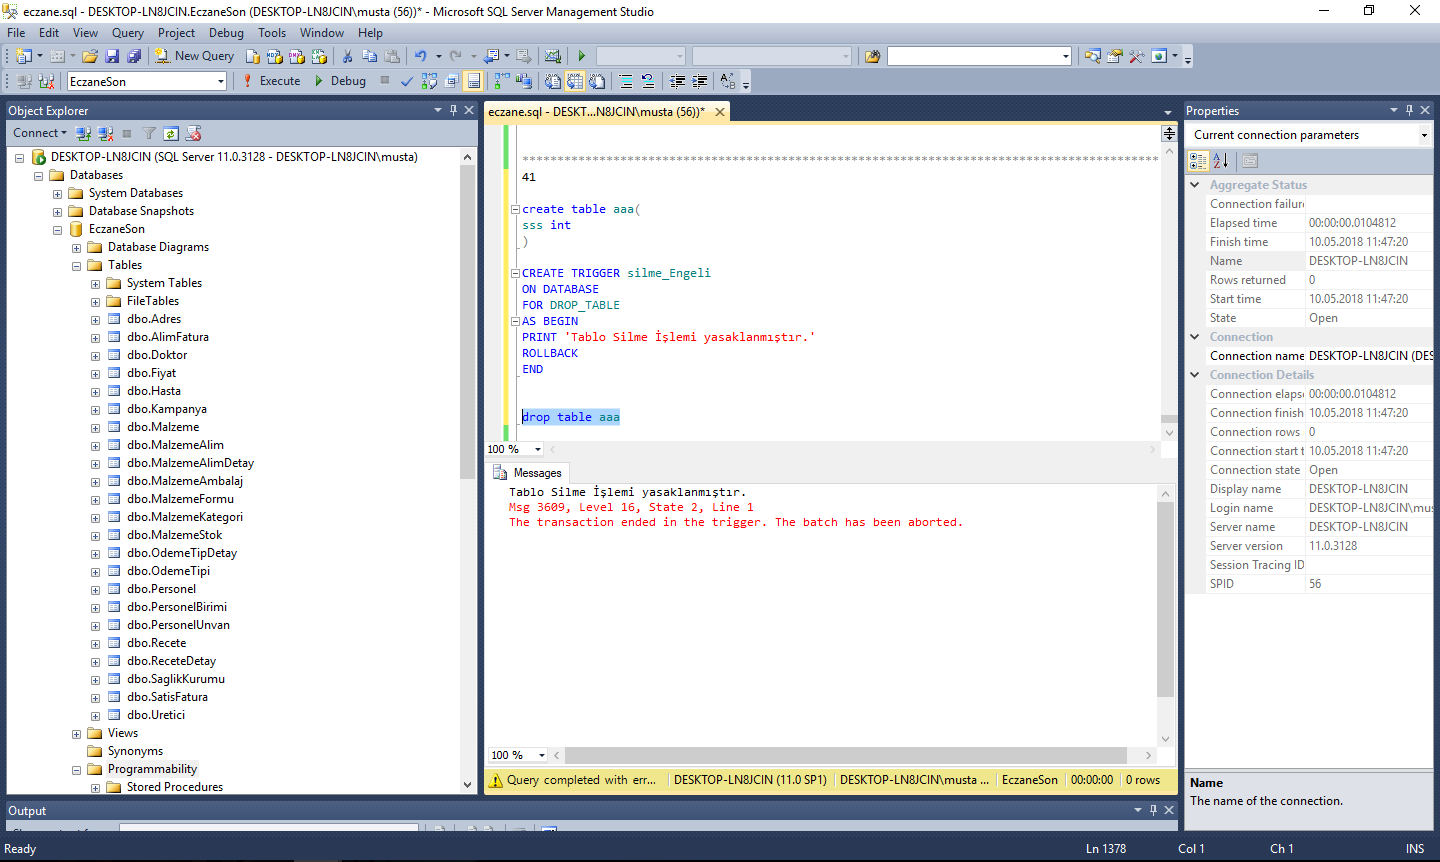 eczane.sql - DESKTOP-LN8JCIN.EczaneSon (DESKTOP-LN8JCIN\musta (56))* - Microsoft SQL Server Management Studio
File Edit View Query Project Debug Tools Window Help
New Query
EczaneSon
Execute
Debug
Object Explorer
Connect
DESKTOP-LN8JCIN (SQL Server 11.0.3128 - DESKTOP-LN8JCIN\musta)
Databases
System Databases
Database Snapshots
EczaneSon
Database Diagrams
Tables
System Tables
FileTables
dbo.Adres
dbo.AlimFatura
dbo.Doktor
dbo.Fiyat
dbo.Hasta
dbo.Kampanya
dbo.Malzeme
dbo.MalzemeAlim
dbo.MalzemeAlimDetay
dbo.MalzemeAmbalaj
dbo.MalzemeFormu
dbo.MalzemeKategori
dbo.MalzemeStok
dbo.OdemeTipDetay
dbo.OdemeTipi
dbo.Personel
dbo.PersonelBirimi
dbo.PersonelUnvan
dbo.Recete
dbo.ReceteDetay
dbo.SaglikKurumu
dbo.SatisFatura
dbo.Uretici
Views
Synonyms
Programmability
Stored Procedures
eczane.sql - DESKT...N8JCIN\musta (56))*
*******************************************************************************************
41
create table aaa(
sss int
)
CREATE TRIGGER silme_Engeli
ON DATABASE
FOR DROP_TABLE
AS BEGIN
PRINT 'Tablo Silme İşlemi yasaklanmıştır.'
ROLLBACK
END
drop table aaa
100 %
Messages
Tablo Silme İşlemi yasaklanmıştır.
Msg 3609, Level 16, State 2, Line 1
The transaction ended in the trigger. The batch has been aborted.
100 %
Query completed with err... DESKTOP-LN8JCIN (11.0 SP1) DESKTOP-LN8JCIN\musta ... EczaneSon 00:00:00 0 rows
Properties
Current connection parameters
Aggregate Status
Connection failure
Elapsed time 00:00:00.0104812
Finish time 10.05.2018 11:47:20
Name DESKTOP-LN8JCIN
Rows returned 0
Start time 10.05.2018 11:47:20
State Open
Connection
Connection name DESKTOP-LN8JCIN (DES
Connection Details
Connection elaps 00:00:00.0104812
Connection finish 10.05.2018 11:47:20
Connection rows 0
Connection start t 10.05.2018 11:47:20
Connection state Open
Display name DESKTOP-LN8JCIN
Login name DESKTOP-LN8JCIN\mus
Server name DESKTOP-LN8JCIN
Server version 11.0.3128
Session Tracing ID
SPID 56
Name
The name of the connection.
Output
Ready
Ln 1378 Col 1 Ch 1 INS